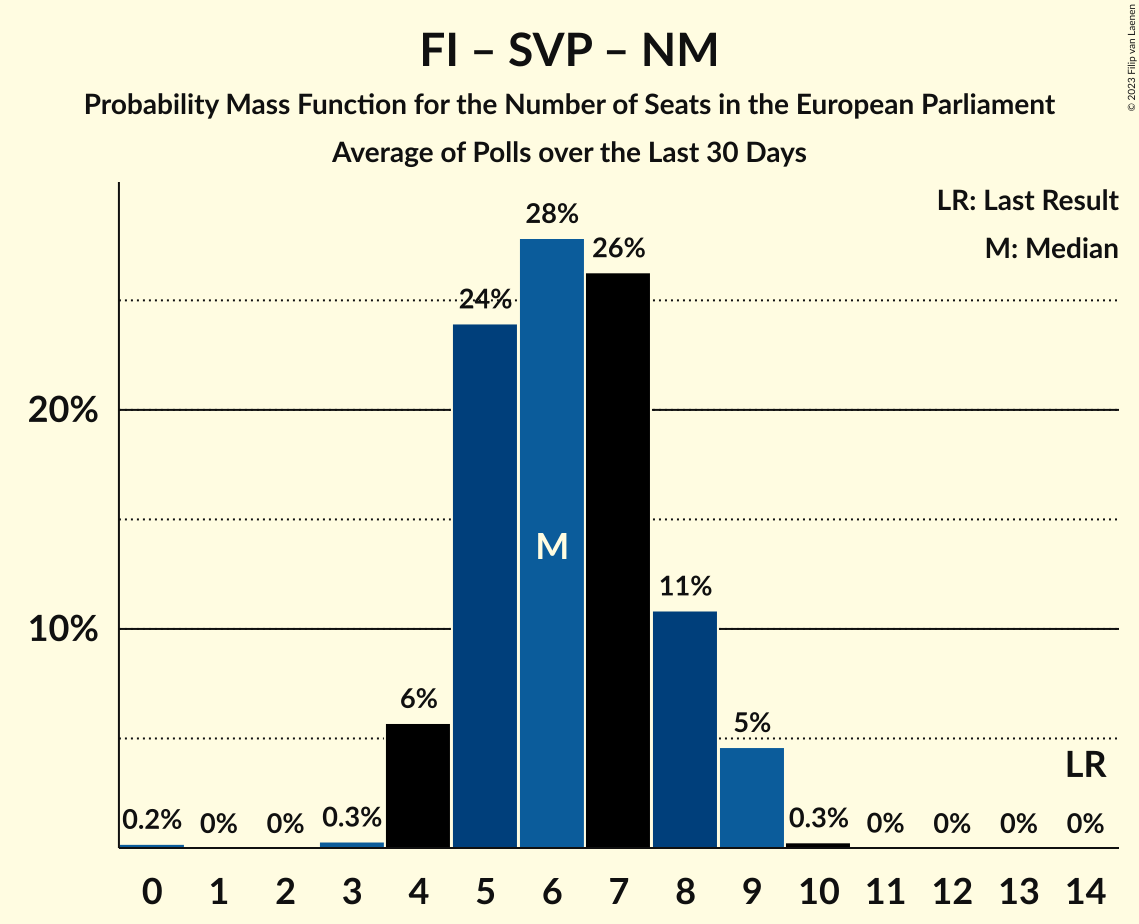 FI – SVP – NM
Probability Mass Function for the Number of Seats in the European Parliament
Average of Polls over the Last 30 Days
© 2023 Filip van Laenen
LR: Last Result
M: Median
28%
26%
24%
20%
M
11%
10%
6%
5%
LR
0.2%
0%
0%
0.3%
0.3%
0%
0%
0%
0%
0 1 2 3 4 5 6 7 8 9 10 11 12 13 14